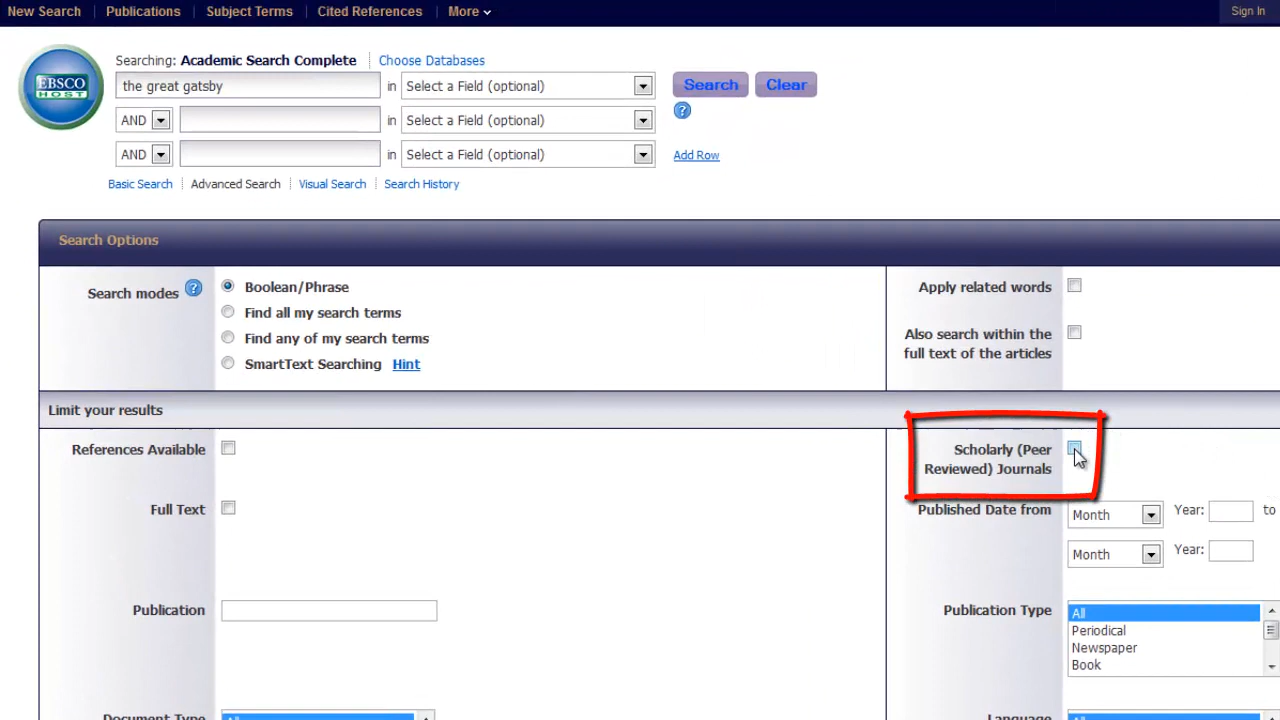 New Search Publications Subject Terms Cited References More Sign In
Searching: Academic Search Complete Choose Databases
EBSCO
HOST
the great gatsby in Select a Field (optional) Search Clear
AND in Select a Field (optional)
AND in Select a Field (optional) Add Row
Basic Search Advanced Search Visual Search Search History
Search Options
Search modes
Boolean/Phrase
Find all my search terms
Find any of my search terms
SmartText Searching Hint
Apply related words
Also search within the
full text of the articles
Limit your results
References Available
Scholarly (Peer
Reviewed) Journals
Full Text
Published Date from Month Year: to
Month Year:
Publication
Publication Type All
Periodical
Newspaper
Book
Document Type All
Language All